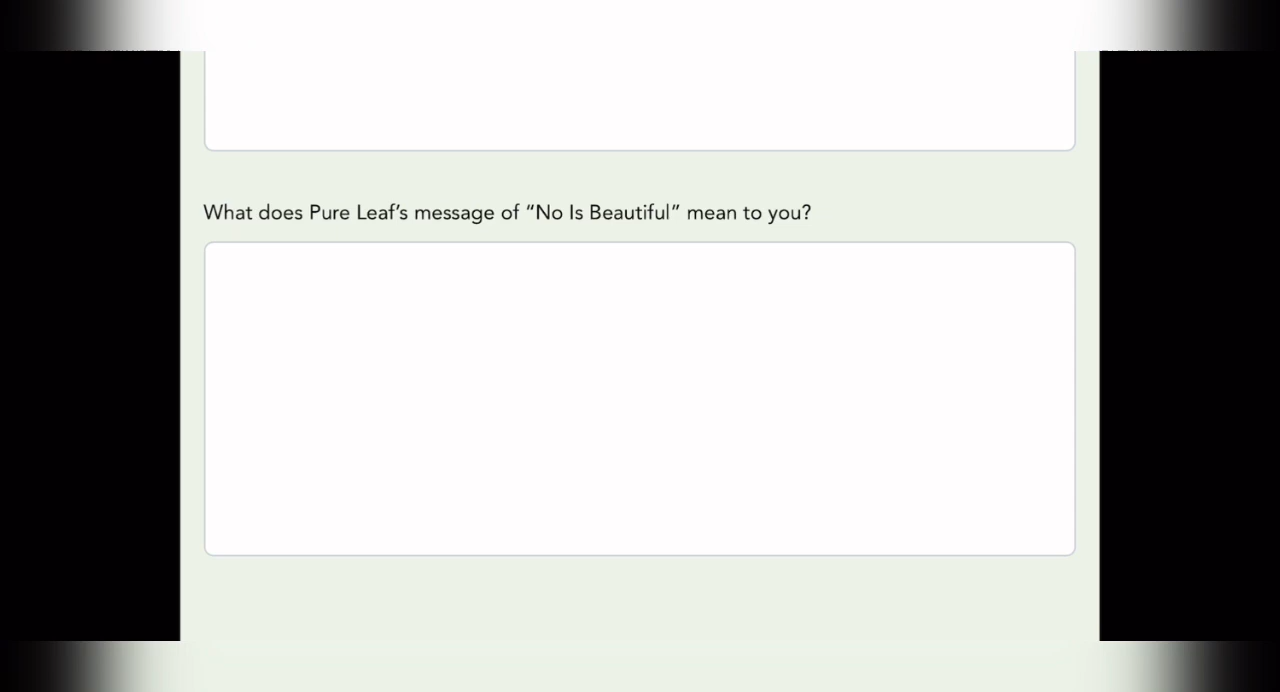 What does Pure Leaf’s message of “No Is Beautiful” mean to you?